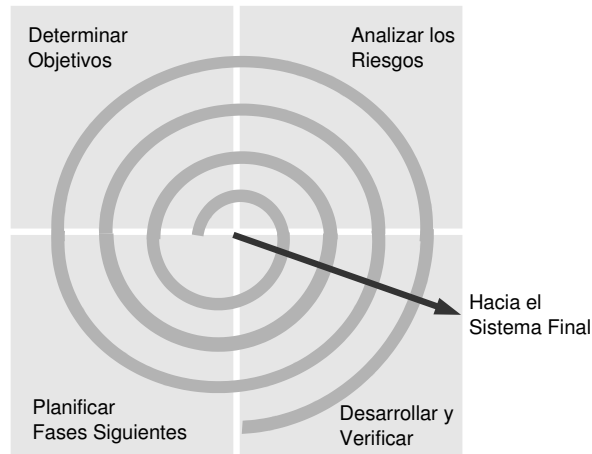 Determinar
Objetivos
Analizar los
Riesgos
Hacia el
Sistema Final
Planificar
Fases Siguientes
Desarrollar y
Verificar